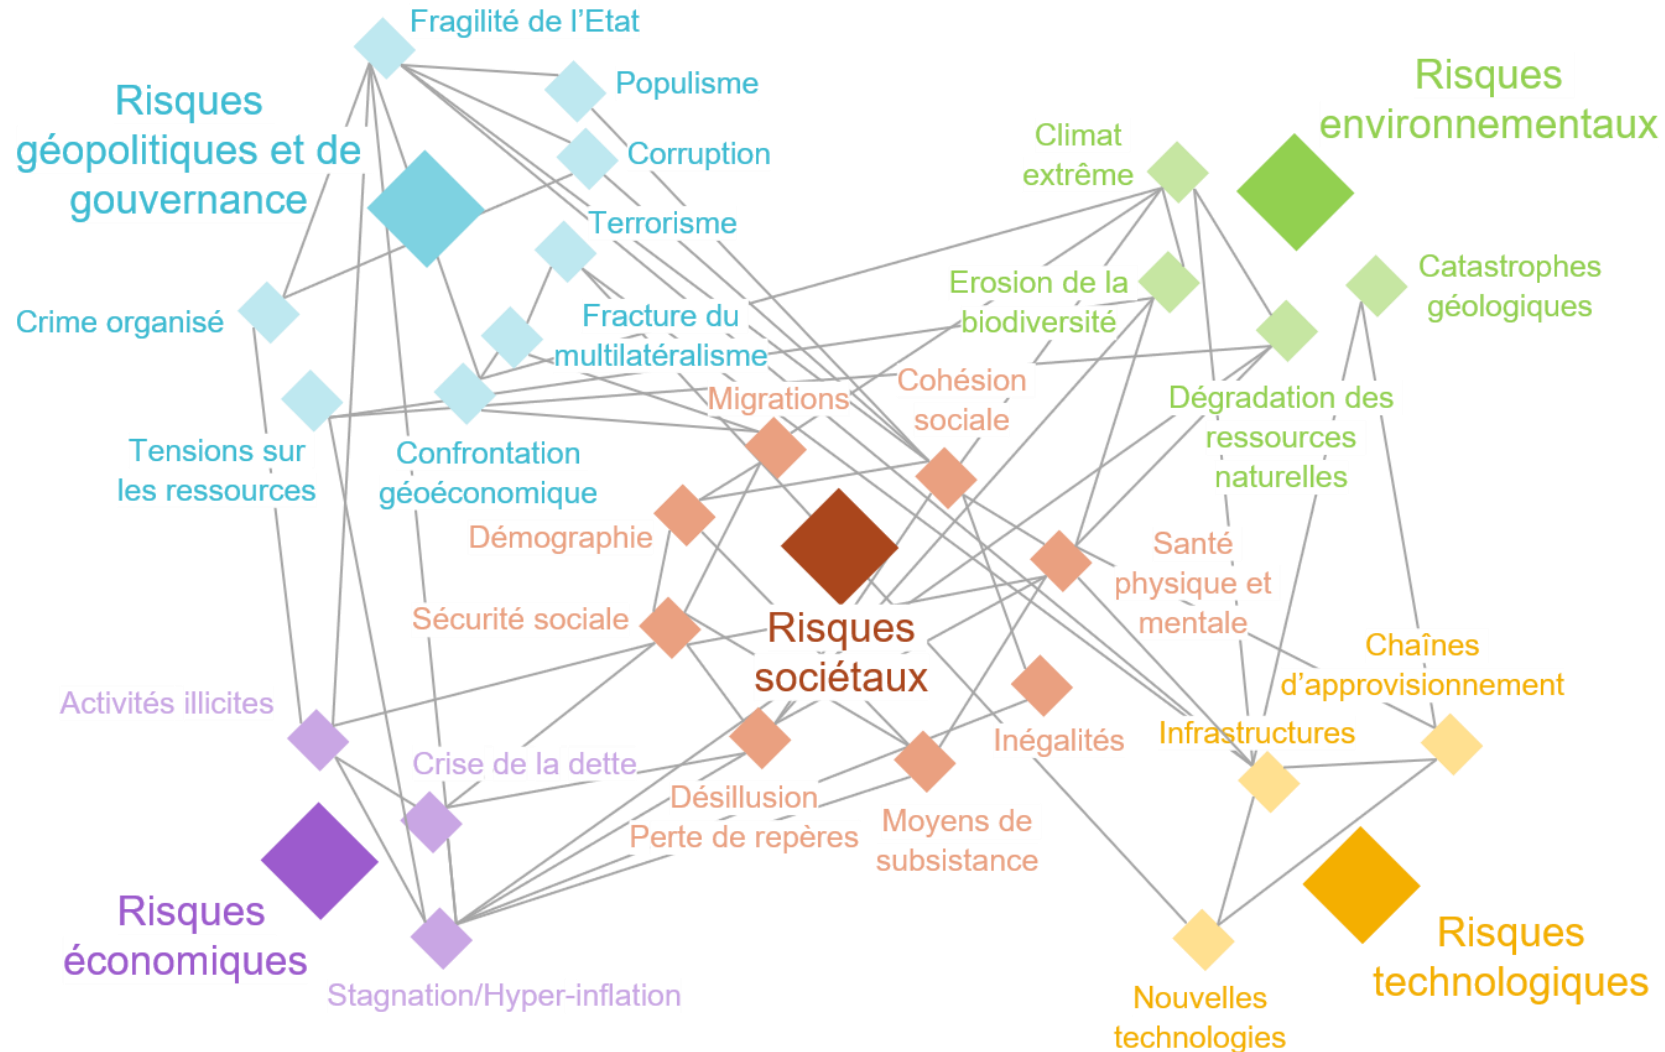 Fragilité de l’Etat
Risques
géopolitiques et de
gouvernance
Populisme
Corruption
Terrorisme
Fracture du
multilatéralisme
Crime organisé
Tensions sur
les ressources
Confrontation
géoéconomique
Risques
environnementaux
Climat
extrême
Erosion de la
biodiversité
Catastrophes
géologiques
Dégradation des
ressources
naturelles
Migrations
Cohésion
sociale
Démographie
Sécurité sociale
Risques
sociétaux
Santé
physique et
mentale
Inégalités
Désillusion
Perte de repères
Moyens de
subsistance
Activités illicites
Crise de la dette
Risques
économiques
Stagnation/Hyper-inflation
Chaînes
d’approvisionnement
Infrastructures
Risques
technologiques
Nouvelles
technologies